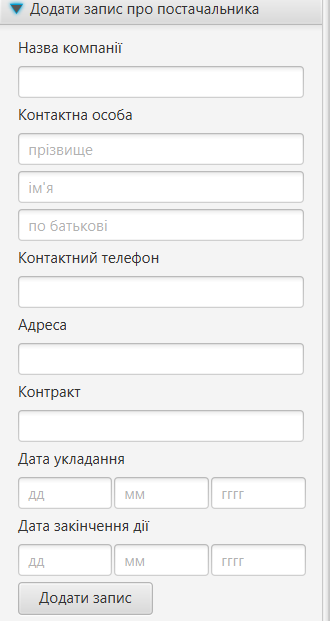 Додати запис про постачальника
Назва компанії
Контактна особа
прізвище
ім'я
по батькові
Контактний телефон
Адреса
Контракт
Дата укладання
дд мм гггг
Дата закінчення дії
дд мм гггг
Додати запис